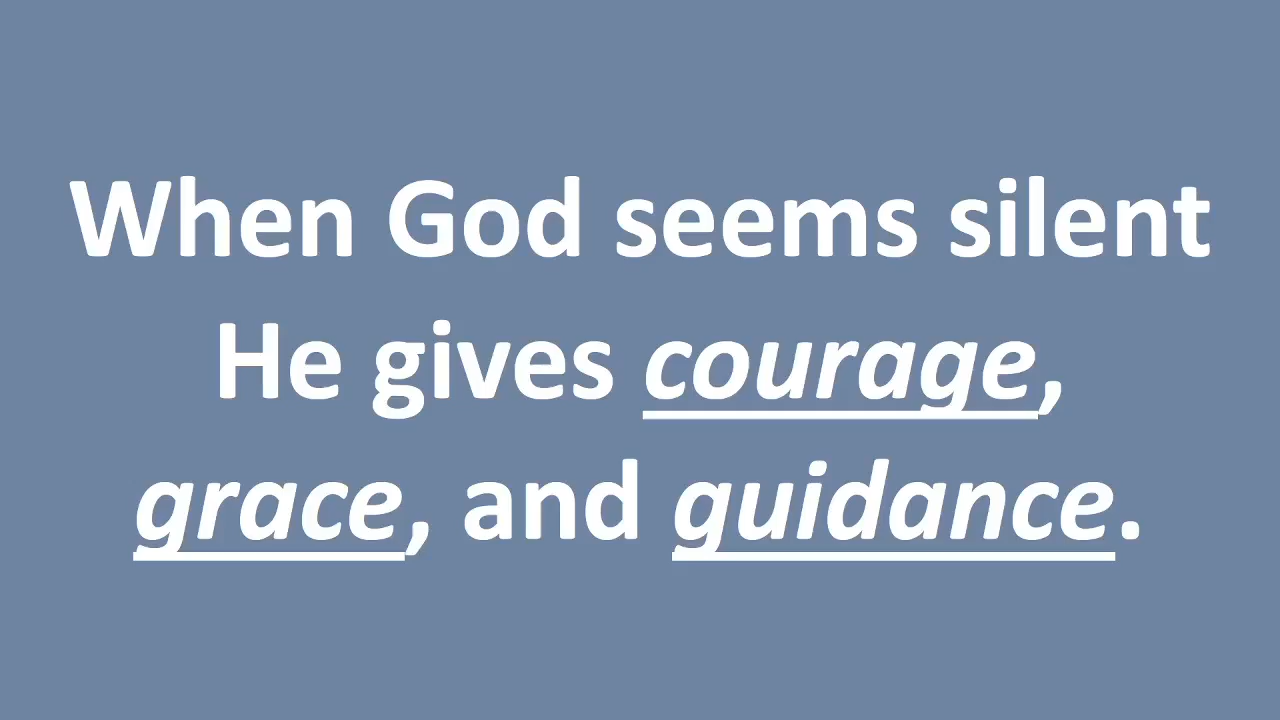 When God seems silent
He gives courage,
grace, and guidance.